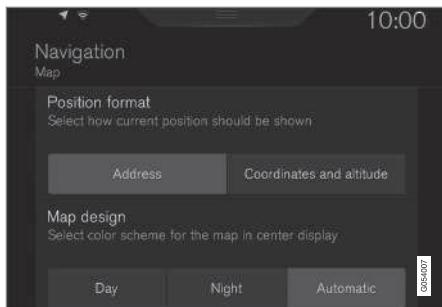 10:00
Navigation
Map
Position format
Select how current position should be shown
Address
Coordinates and altitude
Map design
Select color scheme for the map in center display
Day
Night
Automatic
G054007